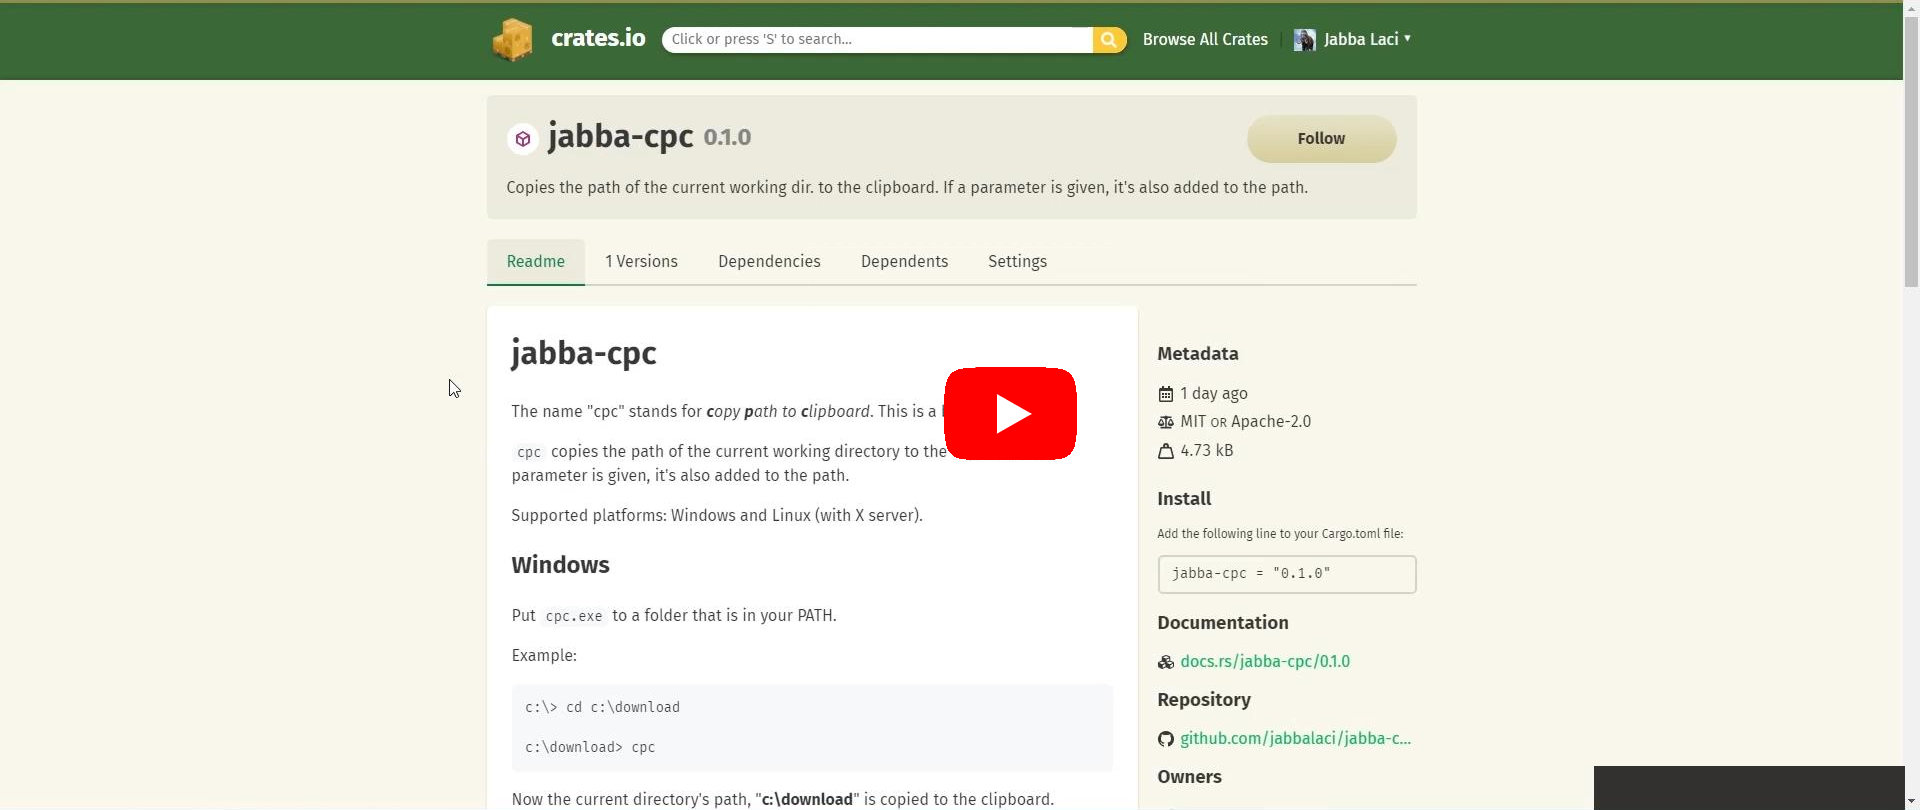 crates.io
Click or press 'S' to search...
Browse All Crates
Jabba Laci
jabba-cpc 0.1.0
Follow
Copies the path of the current working dir. to the clipboard. If a parameter is given, it's also added to the path.
Readme
1 Versions
Dependencies
Dependents
Settings
jabba-cpc
The name "cpc" stands for copy path to clipboard. This is a
cpc copies the path of the current working directory to the
parameter is given, it's also added to the path.
Supported platforms: Windows and Linux (with X server).
Windows
Put cpc.exe to a folder that is in your PATH.
Example:
c:\> cd c:\download
c:\download> cpc
Now the current directory's path, "c:\download" is copied to the clipboard.
Metadata
1 day ago
MIT OR Apache-2.0
4.73 kB
Install
Add the following line to your Cargo.toml file:
jabba-cpc = "0.1.0"
Documentation
docs.rs/jabba-cpc/0.1.0
Repository
github.com/jabbalaci/jabba-c...
Owners